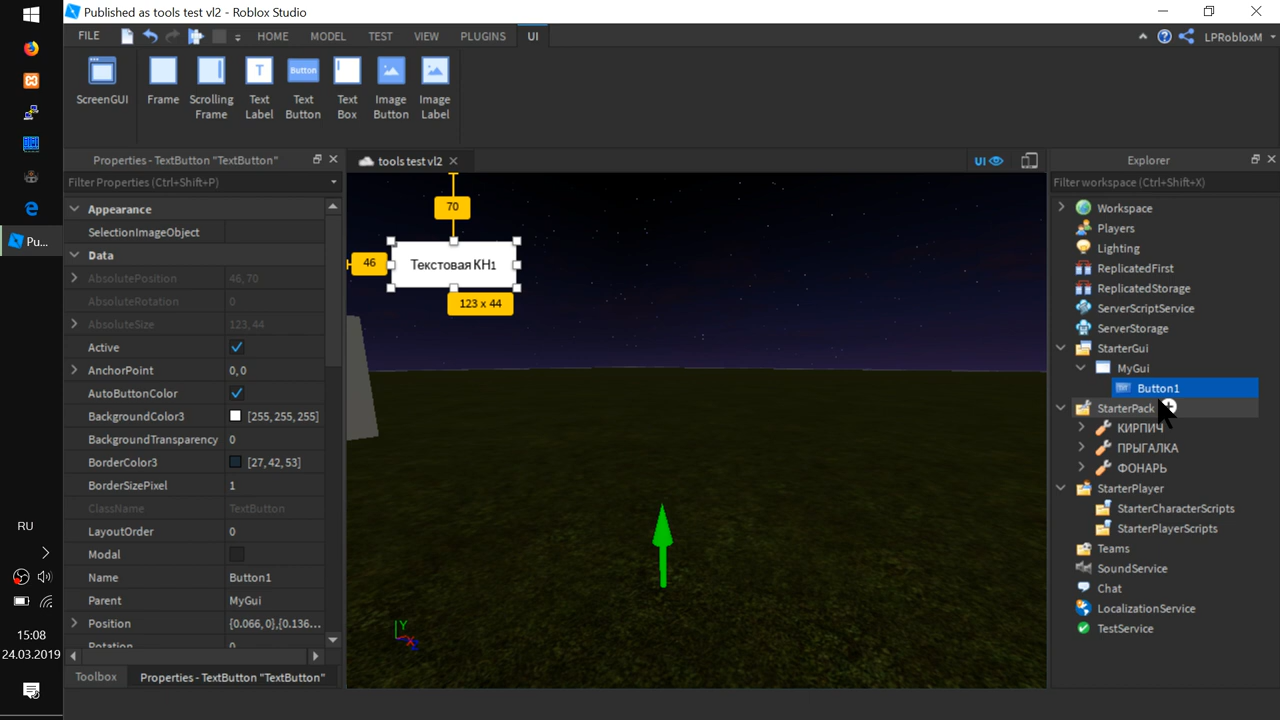 Published as tools test vl2 - Roblox Studio
FILE HOME MODEL TEST VIEW PLUGINS UI LPRobloxM
ScreenGUI
Frame
Scrolling
Frame
Text
Label
Button
Text
Button
Text
Box
Image
Button
Image
Label
Properties - TextButton "TextButton"
Filter Properties (Ctrl+Shift+P)
Appearance
SelectionImageObject
Data
AbsolutePosition 46, 70
AbsoluteRotation 0
AbsoluteSize 123, 44
Active
AnchorPoint 0, 0
AutoButtonColor
BackgroundColor3 [255, 255, 255]
BackgroundTransparency 0
BorderColor3 [27, 42, 53]
BorderSizePixel 1
ClassName TextButton
LayoutOrder 0
Modal
Name Button1
Parent MyGui
Position {0.066, 0},{0.136...
Rotation 0
Toolbox
Properties - TextButton "TextButton"
tools test vl2
UI
70
46
Текстовая КН1
123 x 44
Y
Explorer
Filter workspace (Ctrl+Shift+X)
Workspace
Players
Lighting
ReplicatedFirst
ReplicatedStorage
ServerScriptService
ServerStorage
StarterGui
MyGui
Button1
StarterPack
КИРПИЧ
ПРЫГАЛКА
ФОНАРЬ
StarterPlayer
StarterCharacterScripts
StarterPlayerScripts
Teams
SoundService
Chat
LocalizationService
TestService
Pu...
RU
15:08
24.03.2019